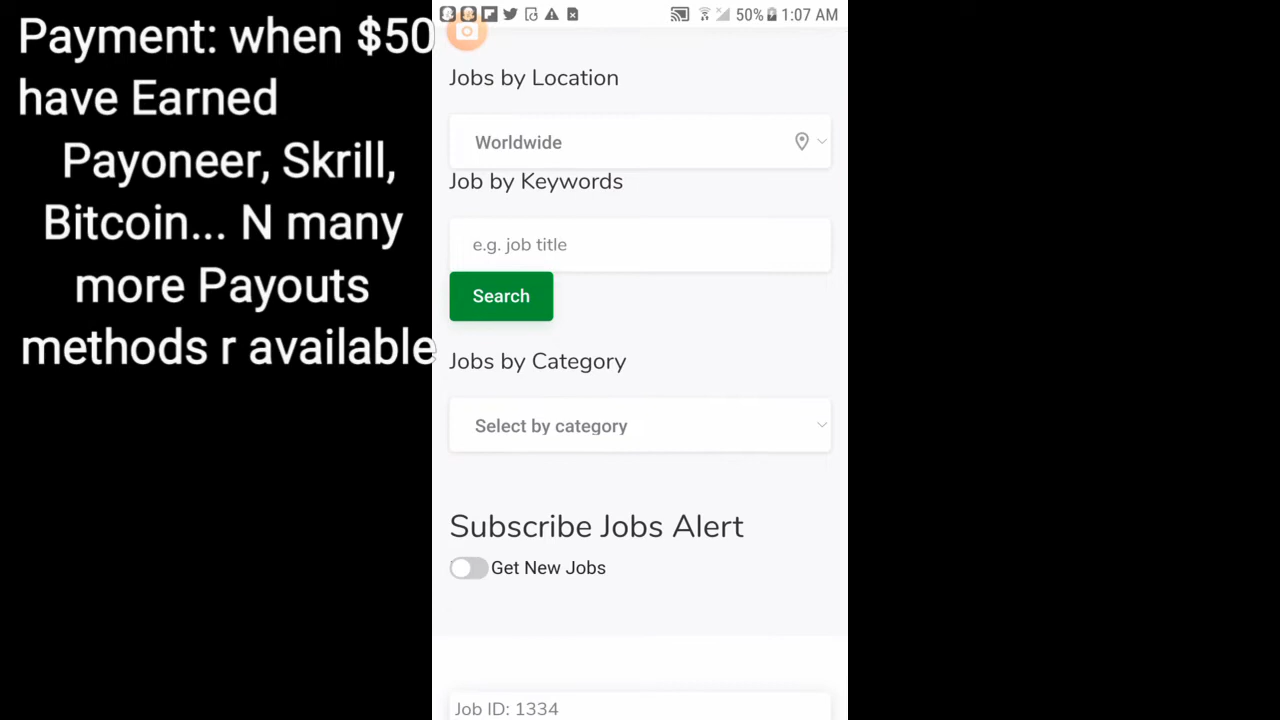 Payment: when $50
have Earned
Payoneer, Skrill,
Bitcoin... N many
more Payouts
methods r available
50% 1:07 AM
Jobs by Location
Worldwide
Job by Keywords
e.g. job title
Search
Jobs by Category
Select by category
Subscribe Jobs Alert
Get New Jobs
Job ID: 1334